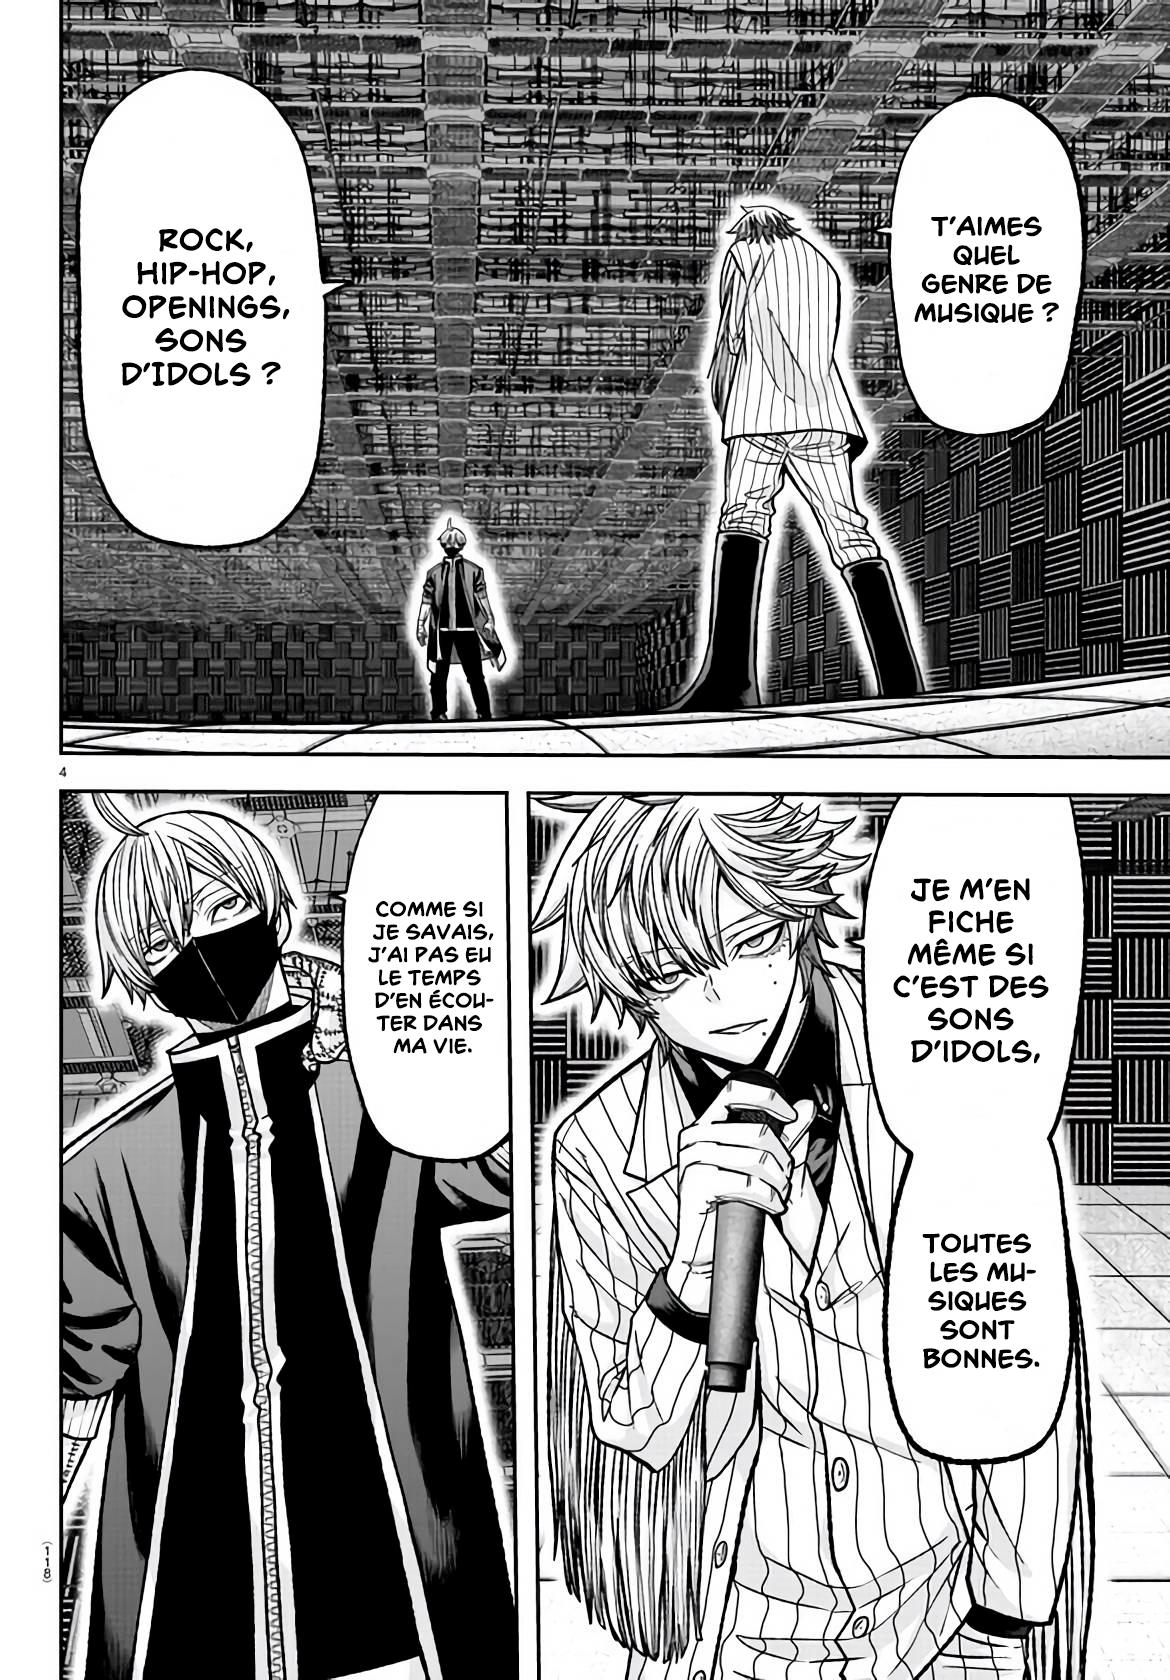 T'AIMES
QUEL
GENRE DE
MUSIQUE ?
ROCK,
HIP-HOP,
OPENINGS,
SONS
D'IDOLS ?
4
JE M'EN
FICHE
MÊME SI
C'EST DES
SONS
D'IDOLS,
TOUTES
LES MU-
SIQUES
SONT
BONNES.
COMME SI
JE SAVAIS,
J'AI PAS EU
LE TEMPS
D'EN ÉCOU-
TER DANS
MA VIE.
(118)